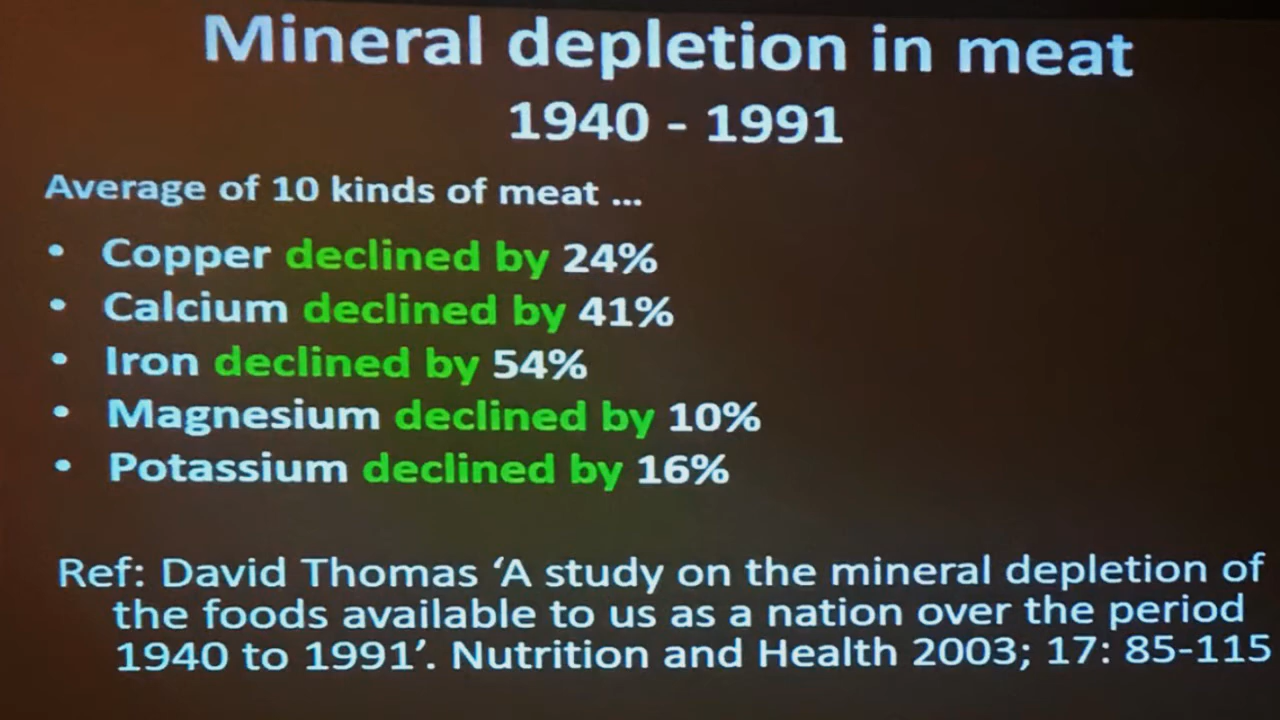 Mineral depletion in meat
1940 - 1991
Average of 10 kinds of meat ...
• Copper declined by 24%
• Calcium declined by 41%
• Iron declined by 54%
• Magnesium declined by 10%
• Potassium declined by 16%
Ref: David Thomas ‘A study on the mineral depletion of
the foods available to us as a nation over the period
1940 to 1991’. Nutrition and Health 2003; 17: 85-115